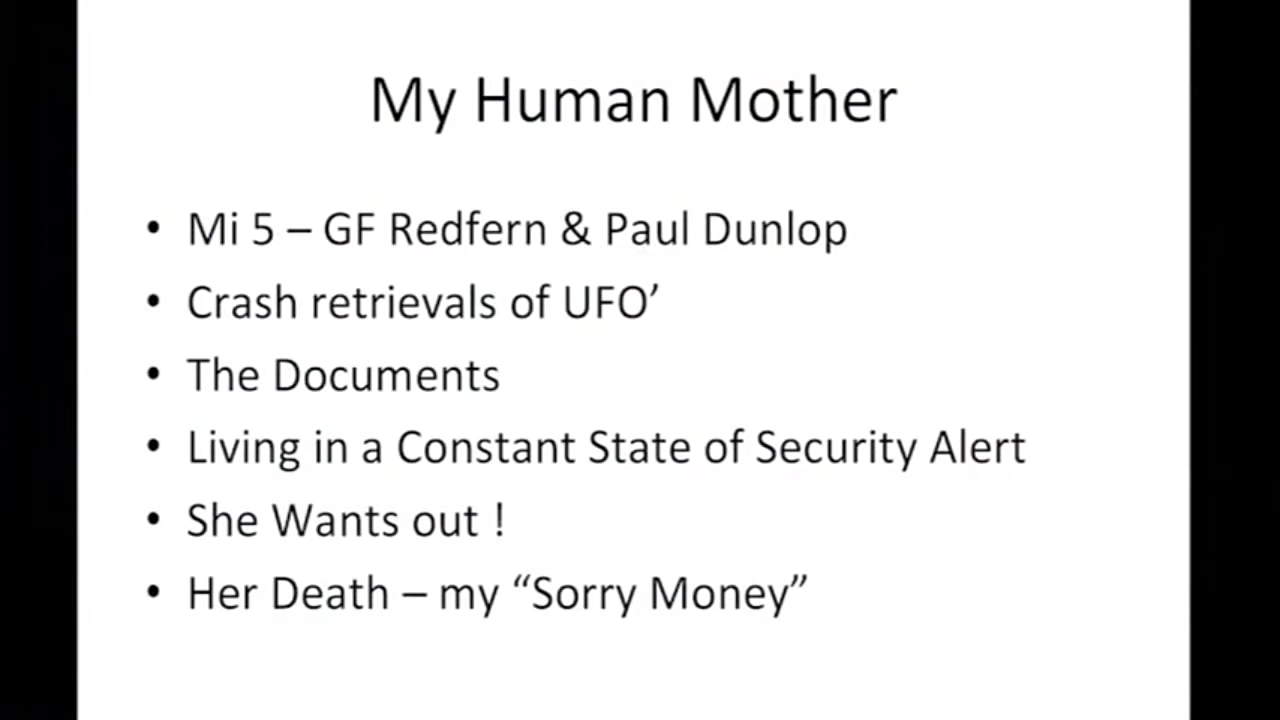 My Human Mother
• Mi 5 – GF Redfern & Paul Dunlop
• Crash retrievals of UFO’
• The Documents
• Living in a Constant State of Security Alert
• She Wants out !
• Her Death – my “Sorry Money”